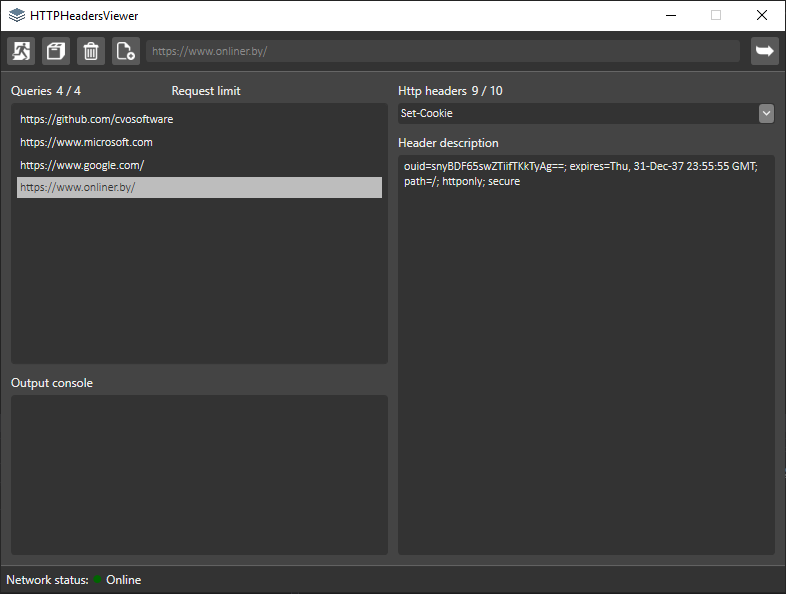 HTTPHeadersViewer
https://www.onliner.by/
Queries 4 / 4
Request limit
https://github.com/cvosoftware
https://www.microsoft.com
https://www.google.com/
https://www.onliner.by/
Output console
Http headers 9 / 10
Set-Cookie
Header description
ouid=snyBDF65swZTiifTKkTyAg==; expires=Thu, 31-Dec-37 23:55:55 GMT;
path=/; httponly; secure
Network status: Online